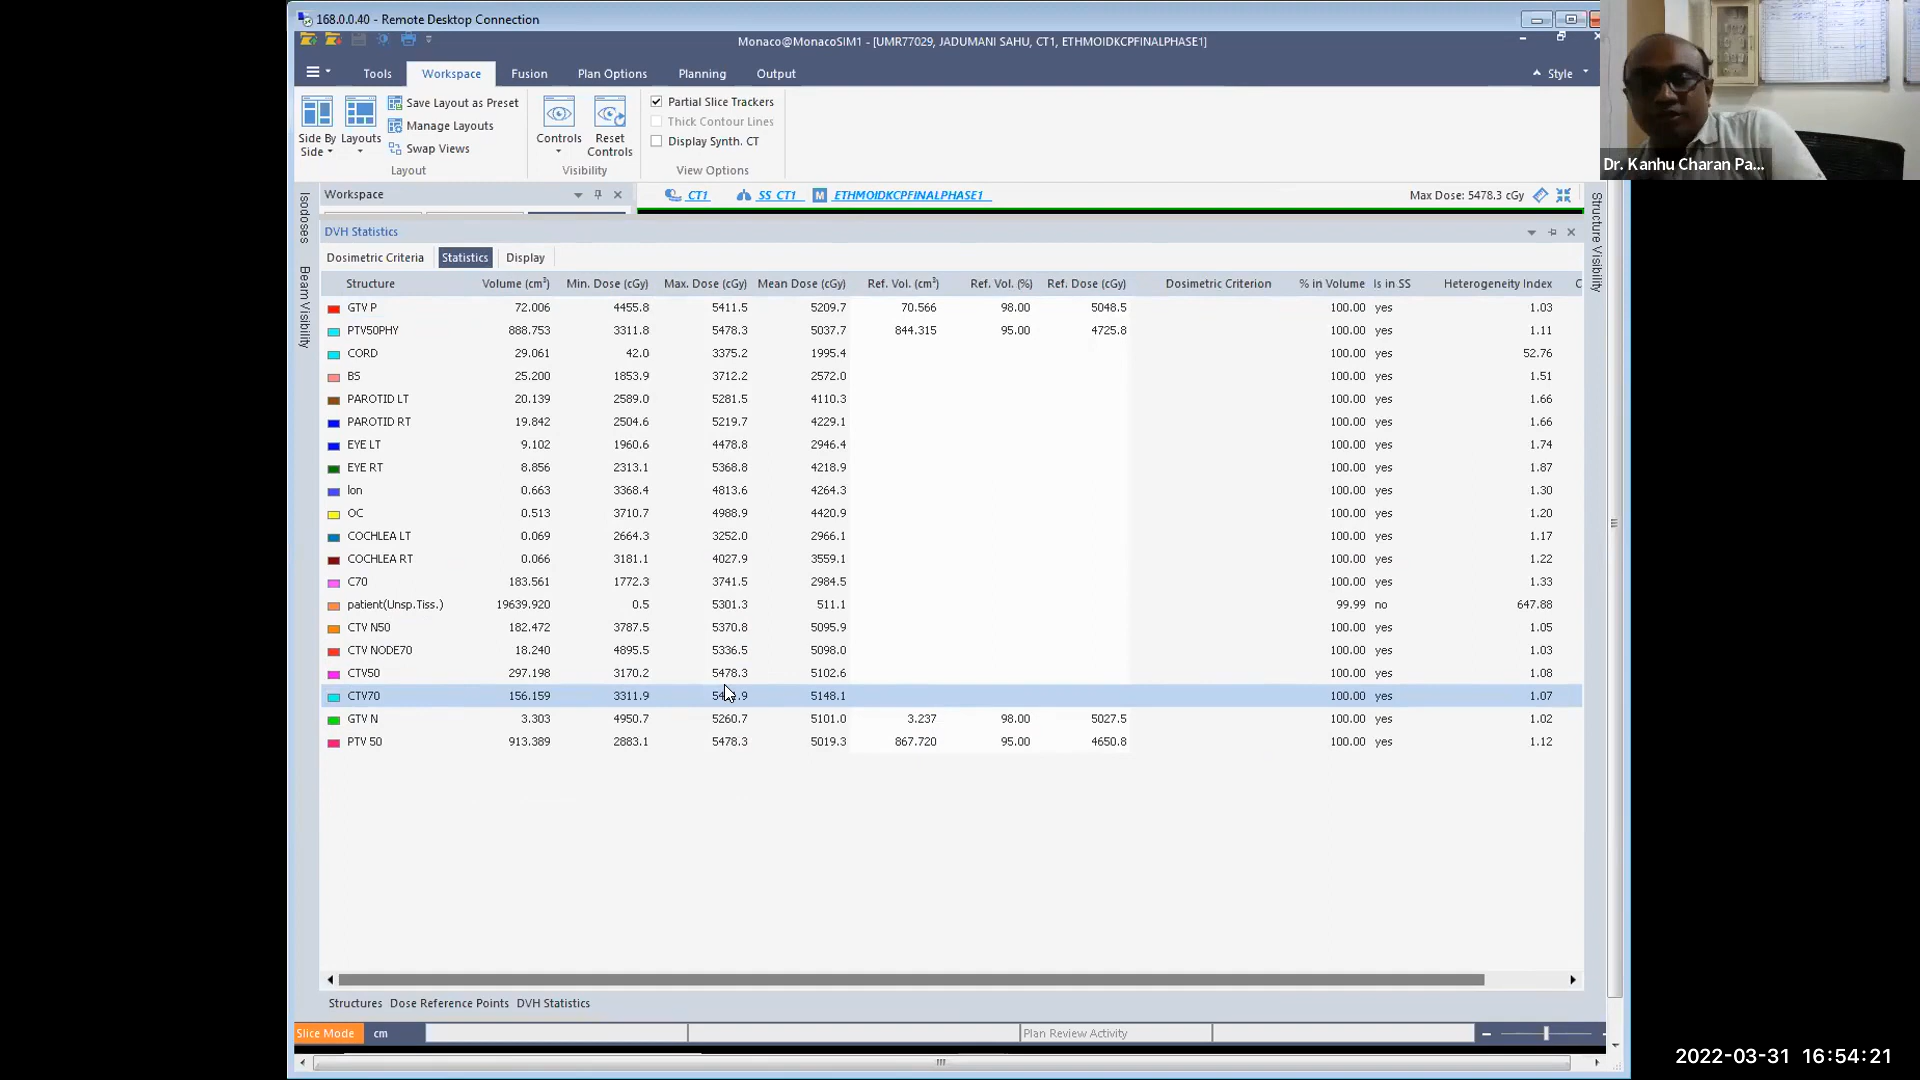 168.0.0.40 - Remote Desktop Connection
Monaco@MonacoSIM1 - [UMR77029, JADUMANI SAHU, CT1, ETHMOIDKCPFINALPHASE1]
Tools Workspace Fusion Plan Options Planning Output Style
Side By Side Layouts Save Layout as Preset
Manage Layouts
Swap Views
Layout
Controls Reset Controls
Visibility
Partial Slice Trackers
Thick Contour Lines
Display Synth. CT
View Options
Dr. Kanhu Charan Pa...
Isodoses
Beam Visibility
Structure Visibility
Workspace
CT1 SS_CT1 M ETHMOIDKCPFINALPHASE1 Max Dose: 5478.3 cGy
DVH Statistics
Dosimetric Criteria Statistics Display
Structure Volume (cm³) Min. Dose (cGy) Max. Dose (cGy) Mean Dose (cGy) Ref. Vol. (cm³) Ref. Vol. (%) Ref. Dose (cGy) Dosimetric Criterion % in Volume Is in SS Heterogeneity Index C
GTV P 72.006 4455.8 5411.5 5209.7 70.566 98.00 5048.5 100.00 yes 1.03
PTV50PHY 888.753 3311.8 5478.3 5037.7 844.315 95.00 4725.8 100.00 yes 1.11
CORD 29.061 42.0 3375.2 1995.4 100.00 yes 52.76
BS 25.200 1853.9 3712.2 2572.0 100.00 yes 1.51
PAROTID LT 20.139 2589.0 5281.5 4110.3 100.00 yes 1.66
PAROTID RT 19.842 2504.6 5219.7 4229.1 100.00 yes 1.66
EYE LT 9.102 1960.6 4478.8 2946.4 100.00 yes 1.74
EYE RT 8.856 2313.1 5368.8 4218.9 100.00 yes 1.87
lon 0.663 3368.4 4813.6 4264.3 100.00 yes 1.30
OC 0.513 3710.7 4988.9 4420.9 100.00 yes 1.20
COCHLEA LT 0.069 2664.3 3252.0 2966.1 100.00 yes 1.17
COCHLEA RT 0.066 3181.1 4027.9 3559.1 100.00 yes 1.22
C70 183.561 1772.3 3741.5 2984.5 100.00 yes 1.33
patient(Unsp.Tiss.) 19639.920 0.5 5301.3 511.1 99.99 no 647.88
CTV N50 182.472 3787.5 5370.8 5095.9 100.00 yes 1.05
CTV NODE70 18.240 4895.5 5336.5 5098.0 100.00 yes 1.03
CTV50 297.198 3170.2 5478.3 5102.6 100.00 yes 1.08
CTV70 156.159 3311.9 5148.1 100.00 yes 1.07
GTV N 3.303 4950.7 5260.7 5101.0 3.237 98.00 5027.5 100.00 yes 1.02
PTV 50 913.389 2883.1 5478.3 5019.3 867.720 95.00 4650.8 100.00 yes 1.12
Structures Dose Reference Points DVH Statistics
Slice Mode cm Plan Review Activity
2022-03-31 16:54:21